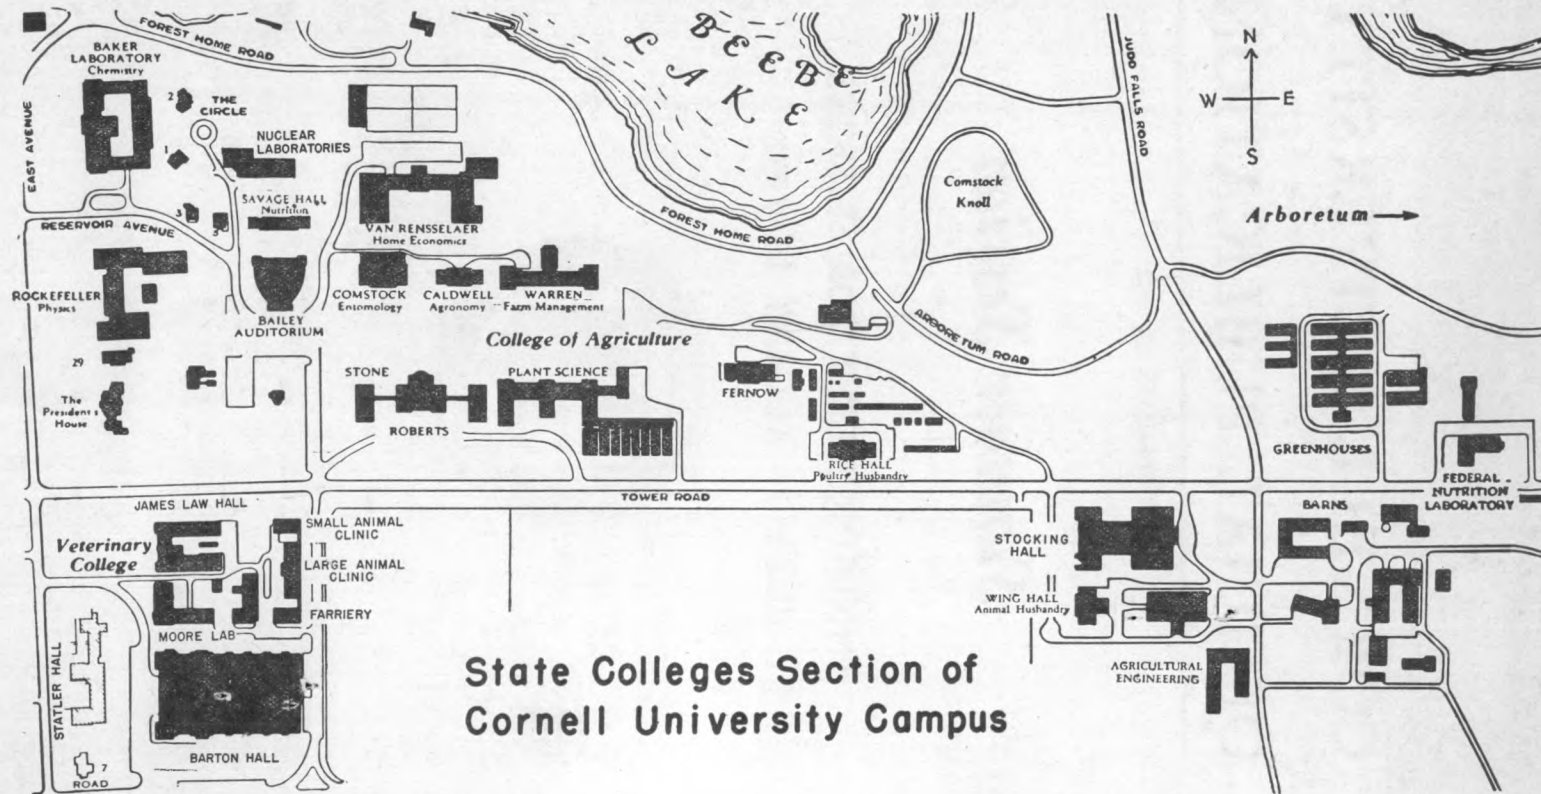 FOREST HOME ROAD
BEEBE
LAKE
BAKER
LABORATORY
Chemistry
2
THE
CIRCLE
EAST AVENUE
NUCLEAR
LABORATORIES
1
JUDD FALLS ROAD
N
W E
S
Comstock
Knoll
SAVAGE HALL
Nutrition
3
5
RESERVOIR AVENUE
VAN RENSSELAER
Home Economics
FOREST HOME ROAD
Arboretum
ROCKEFELLER
Physics
COMSTOCK
Entomology
CALDWELL
Agronomy
WARREN
Farm Management
BAILEY
AUDITORIUM
College of Agriculture
ARBORETUM ROAD
29
The
President's
House
STONE
ROBERTS
PLANT SCIENCE
FERNOW
RICE HALL
Poultry Husbandry
GREENHOUSES
FEDERAL
NUTRITION
LABORATORY
TOWER ROAD
BARNS
JAMES LAW HALL
Veterinary
College
SMALL ANIMAL
CLINIC
LARGE ANIMAL
CLINIC
FARRIERY
MOORE LAB
STOCKING
HALL
WING HALL
Animal Husbandry
AGRICULTURAL
ENGINEERING
STATLER HALL
BARTON HALL
7
ROAD
State Colleges Section of
Cornell University Campus